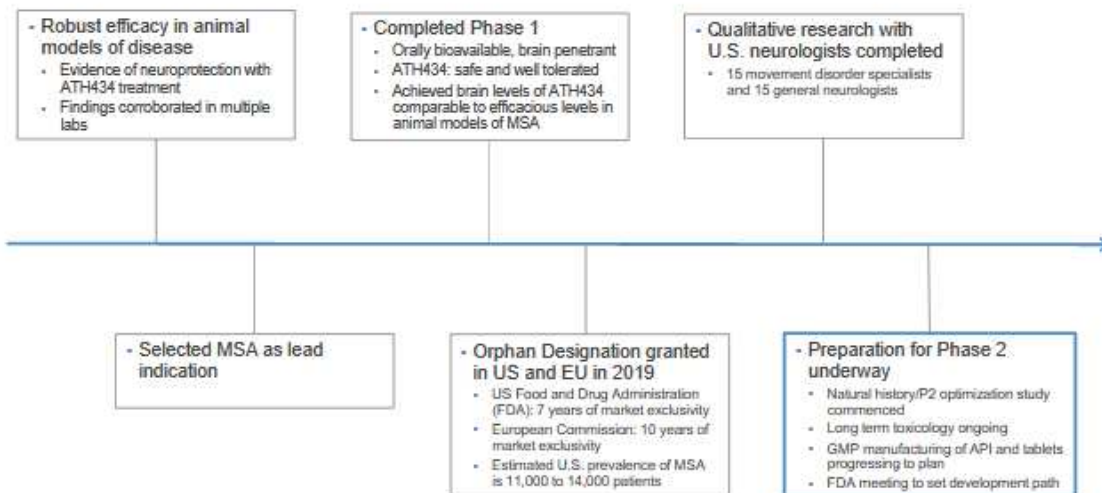 - Robust efficacy in animal
models of disease
• Evidence of neuroprotection with
ATH434 treatment
• Findings corroborated in multiple
labs
- Completed Phase 1
• Orally bioavailable, brain penetrant
• ATH434: safe and well tolerated
• Achieved brain levels of ATH434
comparable to efficacious levels in
animal models of MSA
- Qualitative research with
U.S. neurologists completed
• 15 movement disorder specialists
and 15 general neurologists
- Selected MSA as lead
indication
- Orphan Designation granted
in US and EU in 2019
• US Food and Drug Administration
(FDA): 7 years of market exclusivity
• European Commission: 10 years of
market exclusivity
• Estimated U.S. prevalence of MSA
is 11,000 to 14,000 patients
- Preparation for Phase 2
underway
• Natural history/P2 optimization study
commenced
• Long term toxicology ongoing
• GMP manufacturing of API and tablets
progressing to plan
• FDA meeting to set development path